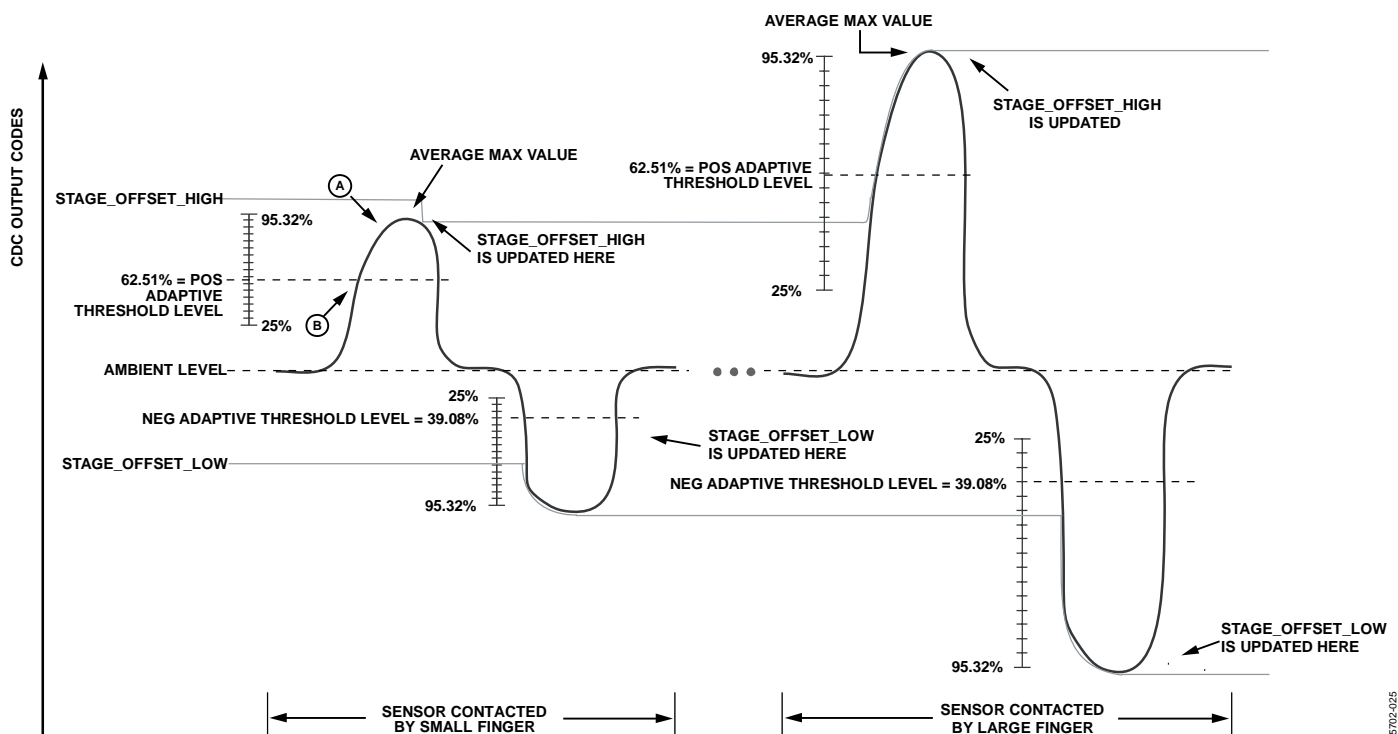 AVERAGE MAX VALUE
95.32%
STAGE_OFFSET_HIGH
IS UPDATED
CDC OUTPUT CODES
AVERAGE MAX VALUE
62.51% = POS ADAPTIVE
THRESHOLD LEVEL
A
STAGE_OFFSET_HIGH
95.32%
STAGE_OFFSET_HIGH
IS UPDATED HERE
62.51% = POS
ADAPTIVE
THRESHOLD LEVEL
25%
25%
B
AMBIENT LEVEL
25%
NEG ADAPTIVE THRESHOLD LEVEL = 39.08%
STAGE_OFFSET_LOW
IS UPDATED HERE
25%
STAGE_OFFSET_LOW
NEG ADAPTIVE THRESHOLD LEVEL = 39.08%
95.32%
STAGE_OFFSET_LOW
IS UPDATED HERE
95.32%
SENSOR CONTACTED
BY SMALL FINGER
SENSOR CONTACTED
BY LARGE FINGER
5702-025